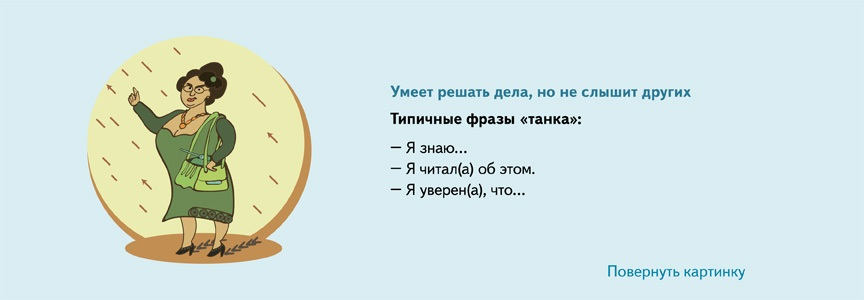 Умеет решать дела, но не слышит других
Типичные фразы «танка»:
— Я знаю...
— Я читал(а) об этом.
— Я уверен(а), что...
Повернуть картинку